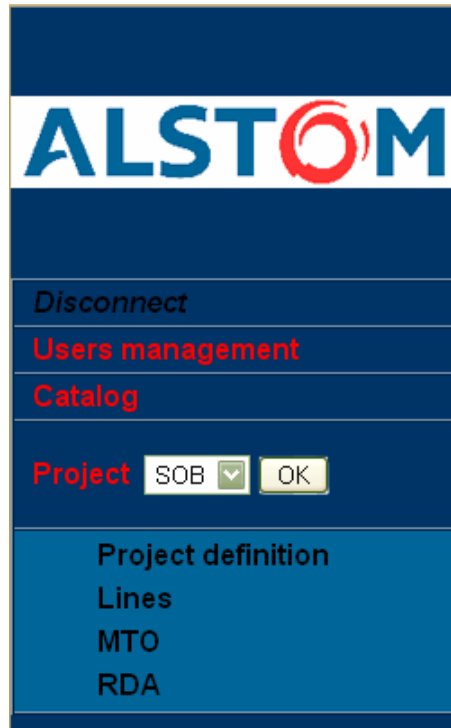 ALSTOM
Disconnect
Users management
Catalog
Project SOB OK
Project definition
Lines
MTO
RDA